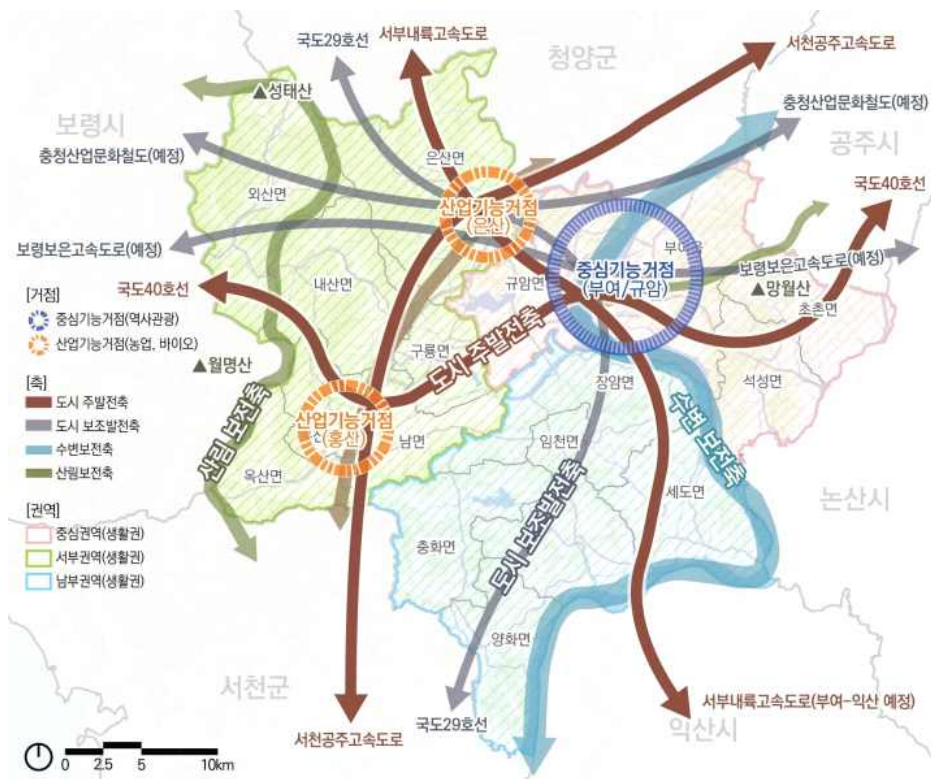 국도29호선
서부내륙고속도로
청양군
서천공주고속도로
▲성태산
보령시
충청산업문화철도(예정)
공주시
충청산업문화철도(예정)
은산면
외산면
국도40호선
산업기능거점
(은산)
부여읍
보령보은고속도로(예정)
중심기능거점
(부여/규암)
보령보은고속도로(예정)
규암면
▲망월산
내산면
국도40호선
초촌면
[거점]
중심기능거점(역사관광)
산업기능거점(농업, 바이오)
구룡면
도시 주발전축
▲월명산
장암면
석성면
[축]
도시 주발전축
도시 보조발전축
수변보전축
산림보전축
산업기능거점
(홍산)
남면
임천면
수변 보전축
산림 보전축
옥산면
세도면
논산시
도시 보조발전축
[권역]
중심권역(생활권)
서부권역(생활권)
남부권역(생활권)
충화면
양화면
서천군
국도29호선
서부내륙고속도로(부여-익산 예정)
익산시
서천공주고속도로
0 2.5 5 10km